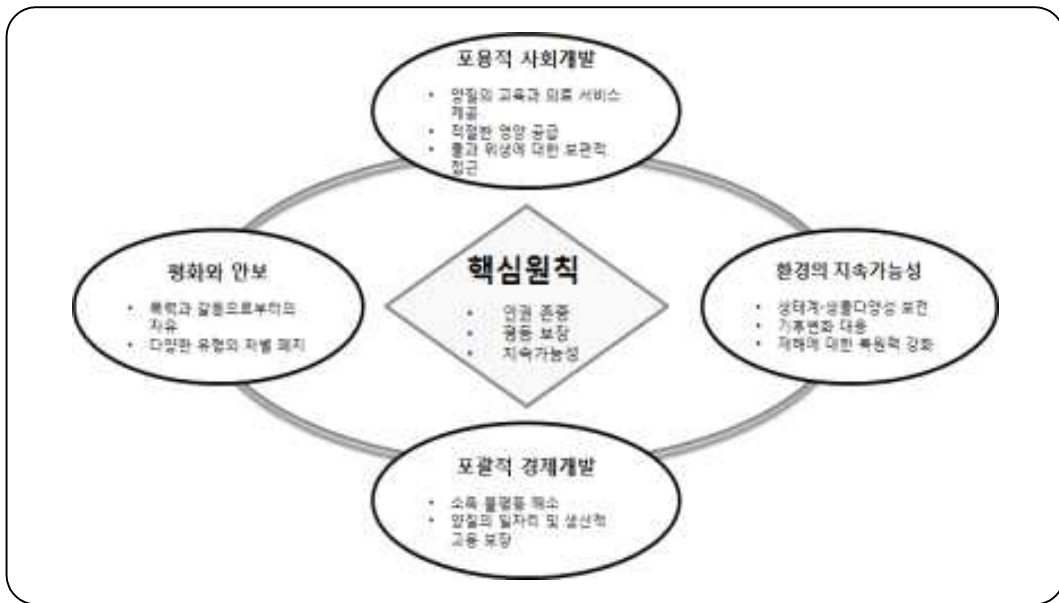 포용적 사회개발
• 양질의 교육과 의료 서비스
제공
• 적절한 영양 공급
• 물과 위생에 대한 보편적
접근
평화와 안보
• 폭력과 갈등으로부터의
자유
• 다양한 유형의 차별 폐지
핵심원칙
• 인권 존중
• 평등 보장
• 지속가능성
환경의 지속가능성
• 생태계·생물다양성 보전
• 기후변화 대응
• 재해에 대한 복원력 강화
포괄적 경제개발
• 소득 불평등 해소
• 양질의 일자리 및 생산적
고용 보장